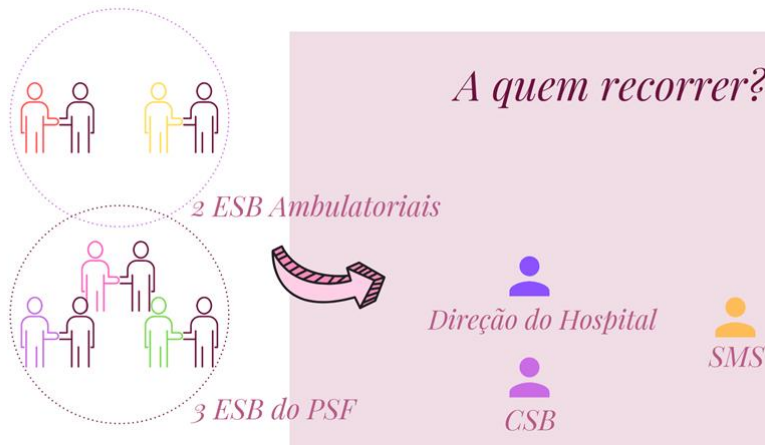 A quem recorrer?
2 ESB Ambulatoriais
Direção do Hospital
SMS
CSB
3 ESB do PSF